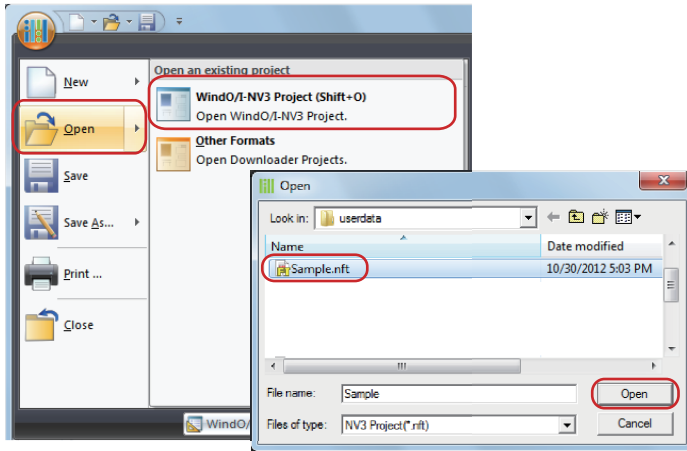 Open an existing project
New
WindO/I-NV3 Project (Shift+O)
Open WindO/I-NV3 Project.
Open
Other Formats
Open Downloader Projects.
Save
Save As...
Print ...
Close
WindO/
Open
Look in: userdata
Name Date modified
Sample.nft 10/30/2012 5:03 PM
File name: Sample Open
Files of type: NV3 Project(*.nft) Cancel